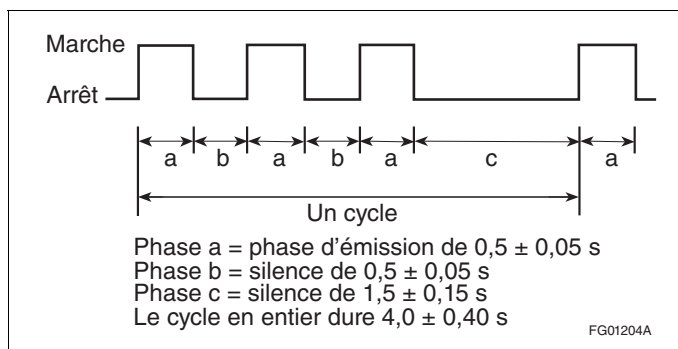 Marche
Arrêt
a b a b a c a
Un cycle
Phase a = phase d'émission de 0,5 ± 0,05 s
Phase b = silence de 0,5 ± 0,05 s
Phase c = silence de 1,5 ± 0,15 s
Le cycle en entier dure 4,0 ± 0,40 s
FG01204A